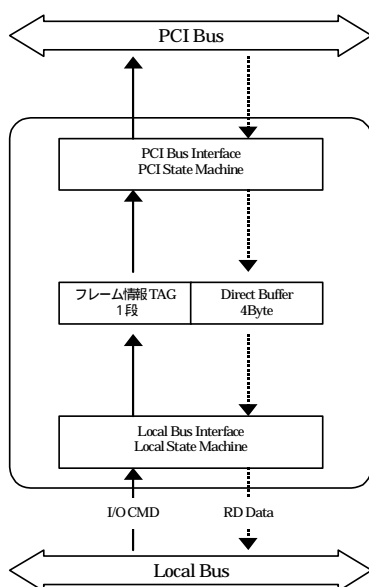 PCI Bus
PCI Bus Interface
PCI State Machine
フレーム情報TAG
1段
Direct Buffer
4Byte
Local Bus Interface
Local State Machine
I/O CMD
RD Data
Local Bus